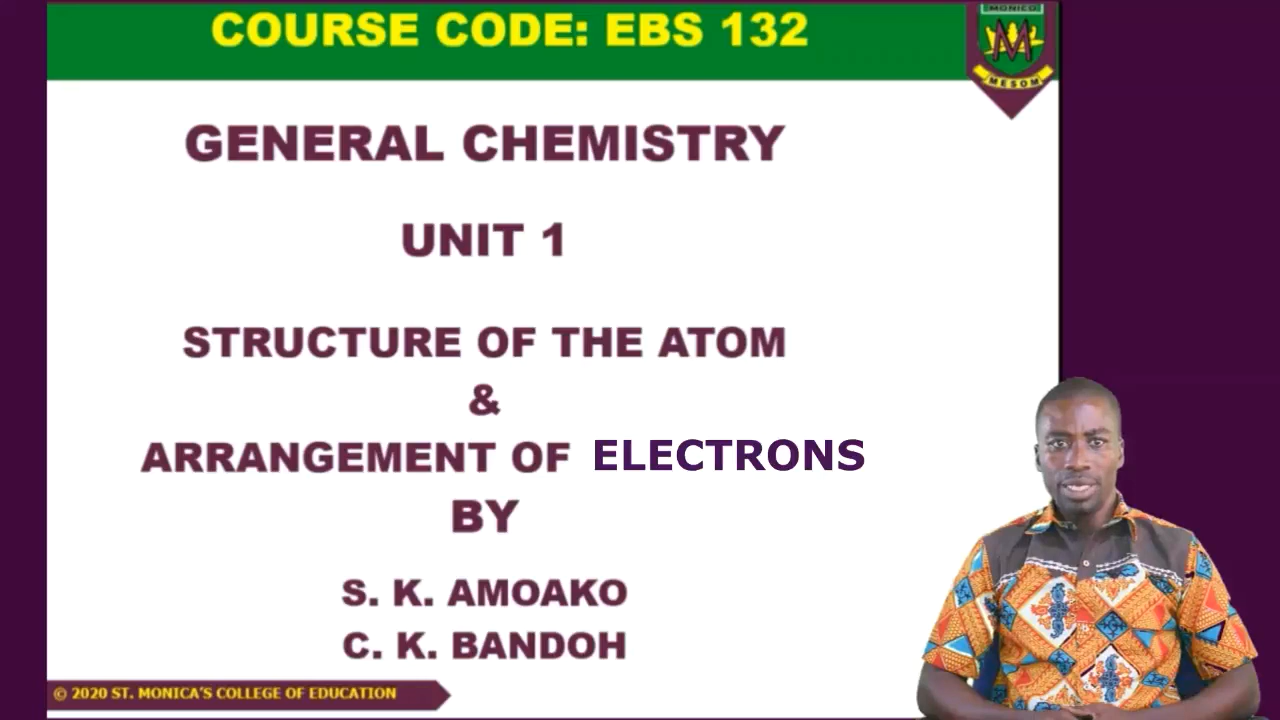 COURSE CODE: EBS 132
MONICO
M
MESOM
GENERAL CHEMISTRY
UNIT 1
STRUCTURE OF THE ATOM
&
ARRANGEMENT OF ELECTRONS
BY
S. K. AMOAKO
C. K. BANDOH
© 2020 ST. MONICA'S COLLEGE OF EDUCATION